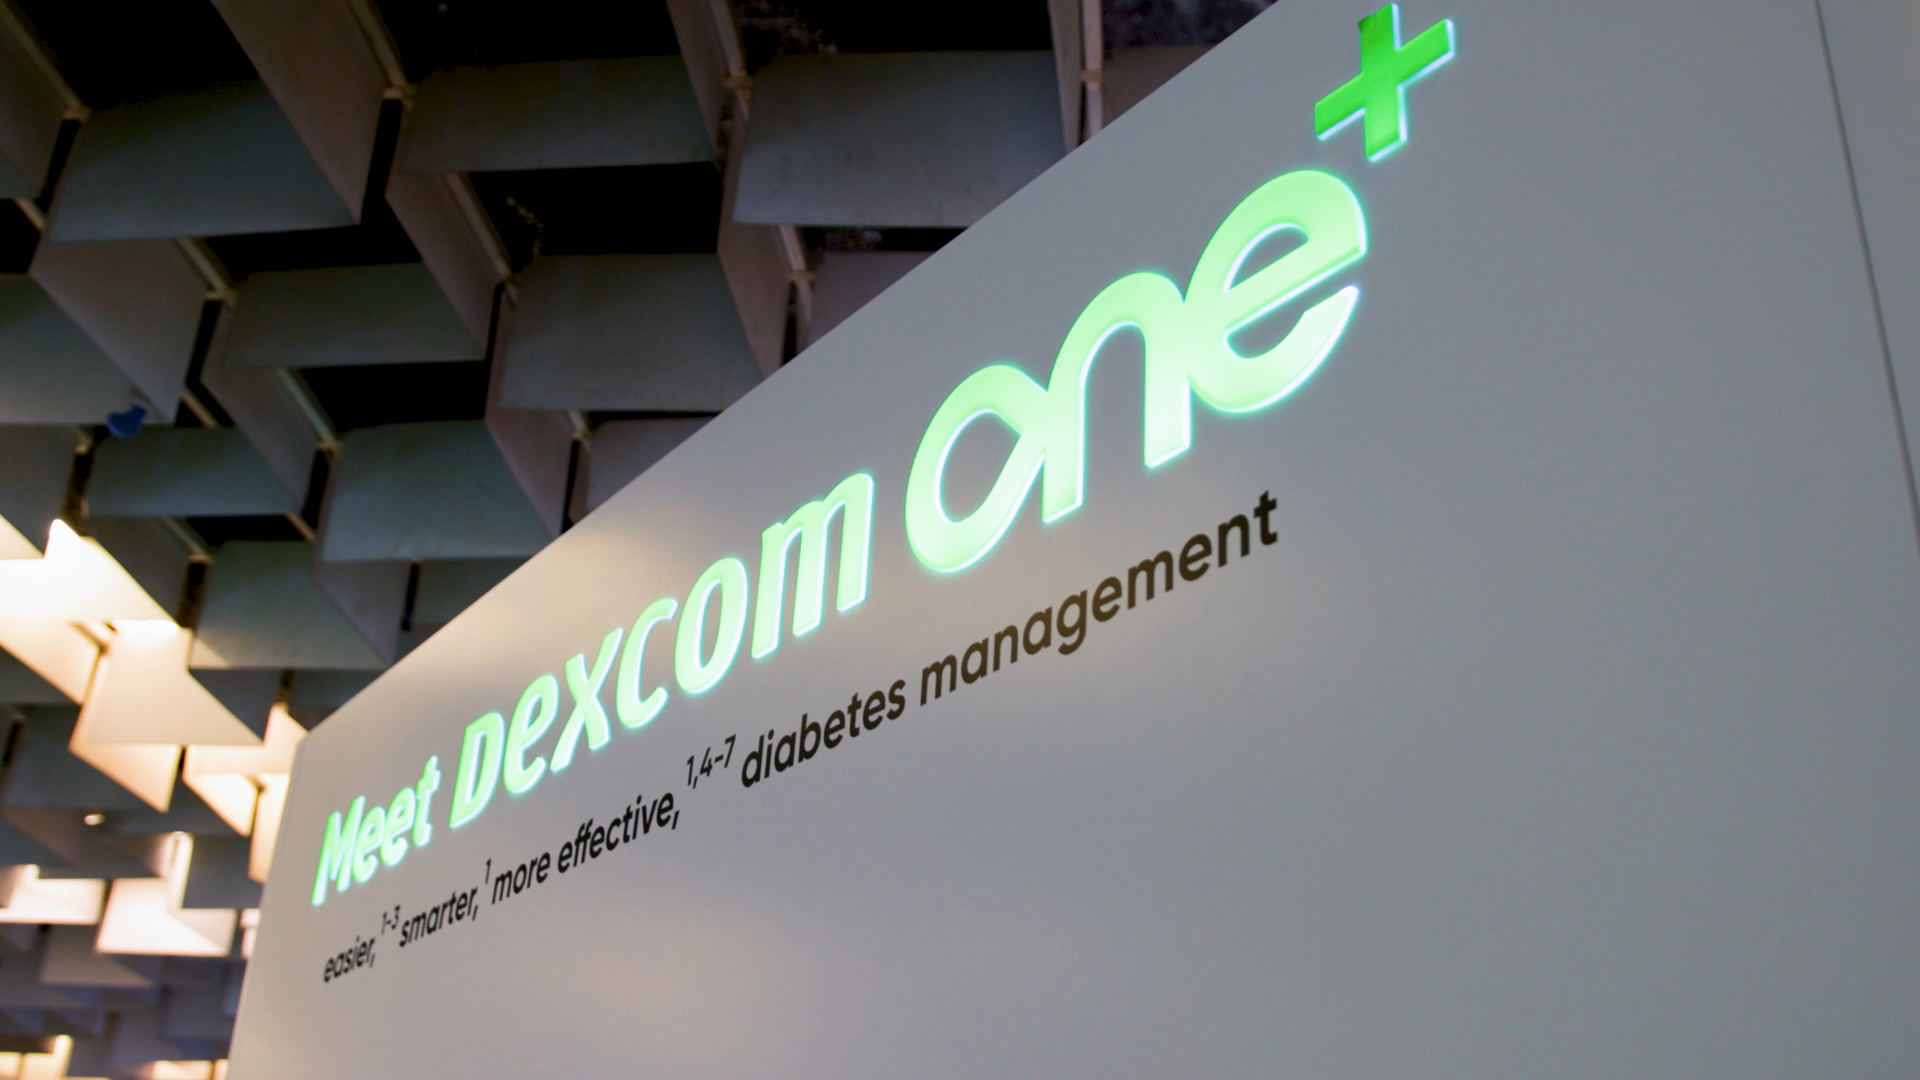 Meet Dexcom one+
easier,1-3 smarter,1 more effective,1,4-7 diabetes management